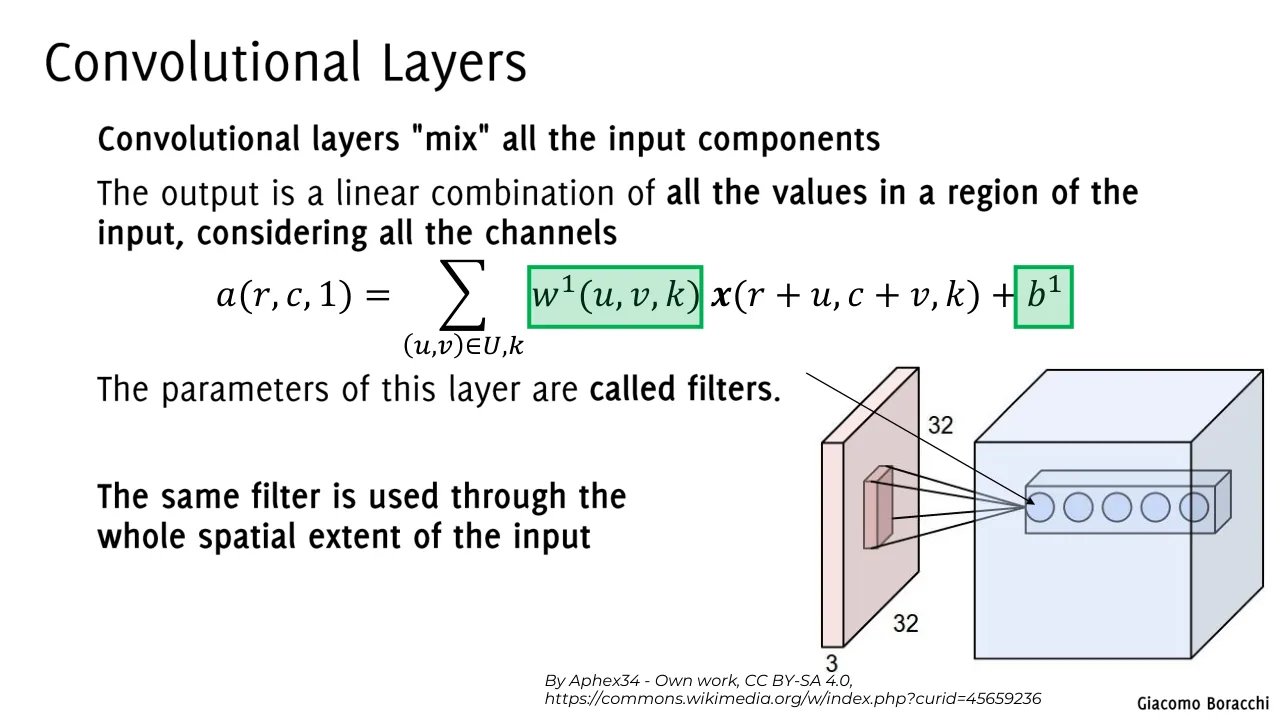 Convolutional Layers
Convolutional layers "mix" all the input components
The output is a linear combination of all the values in a region of the
input, considering all the channels
a(r, c, 1) = ∑ w¹(u, v, k) x(r + u, c + v, k) + b¹
(u,v)∈U,k
The parameters of this layer are called filters.
32
The same filter is used through the
whole spatial extent of the input
32
3
By Aphex34 - Own work, CC BY-SA 4.0,
https://commons.wikimedia.org/w/index.php?curid=45659236
Giacomo Boracchi